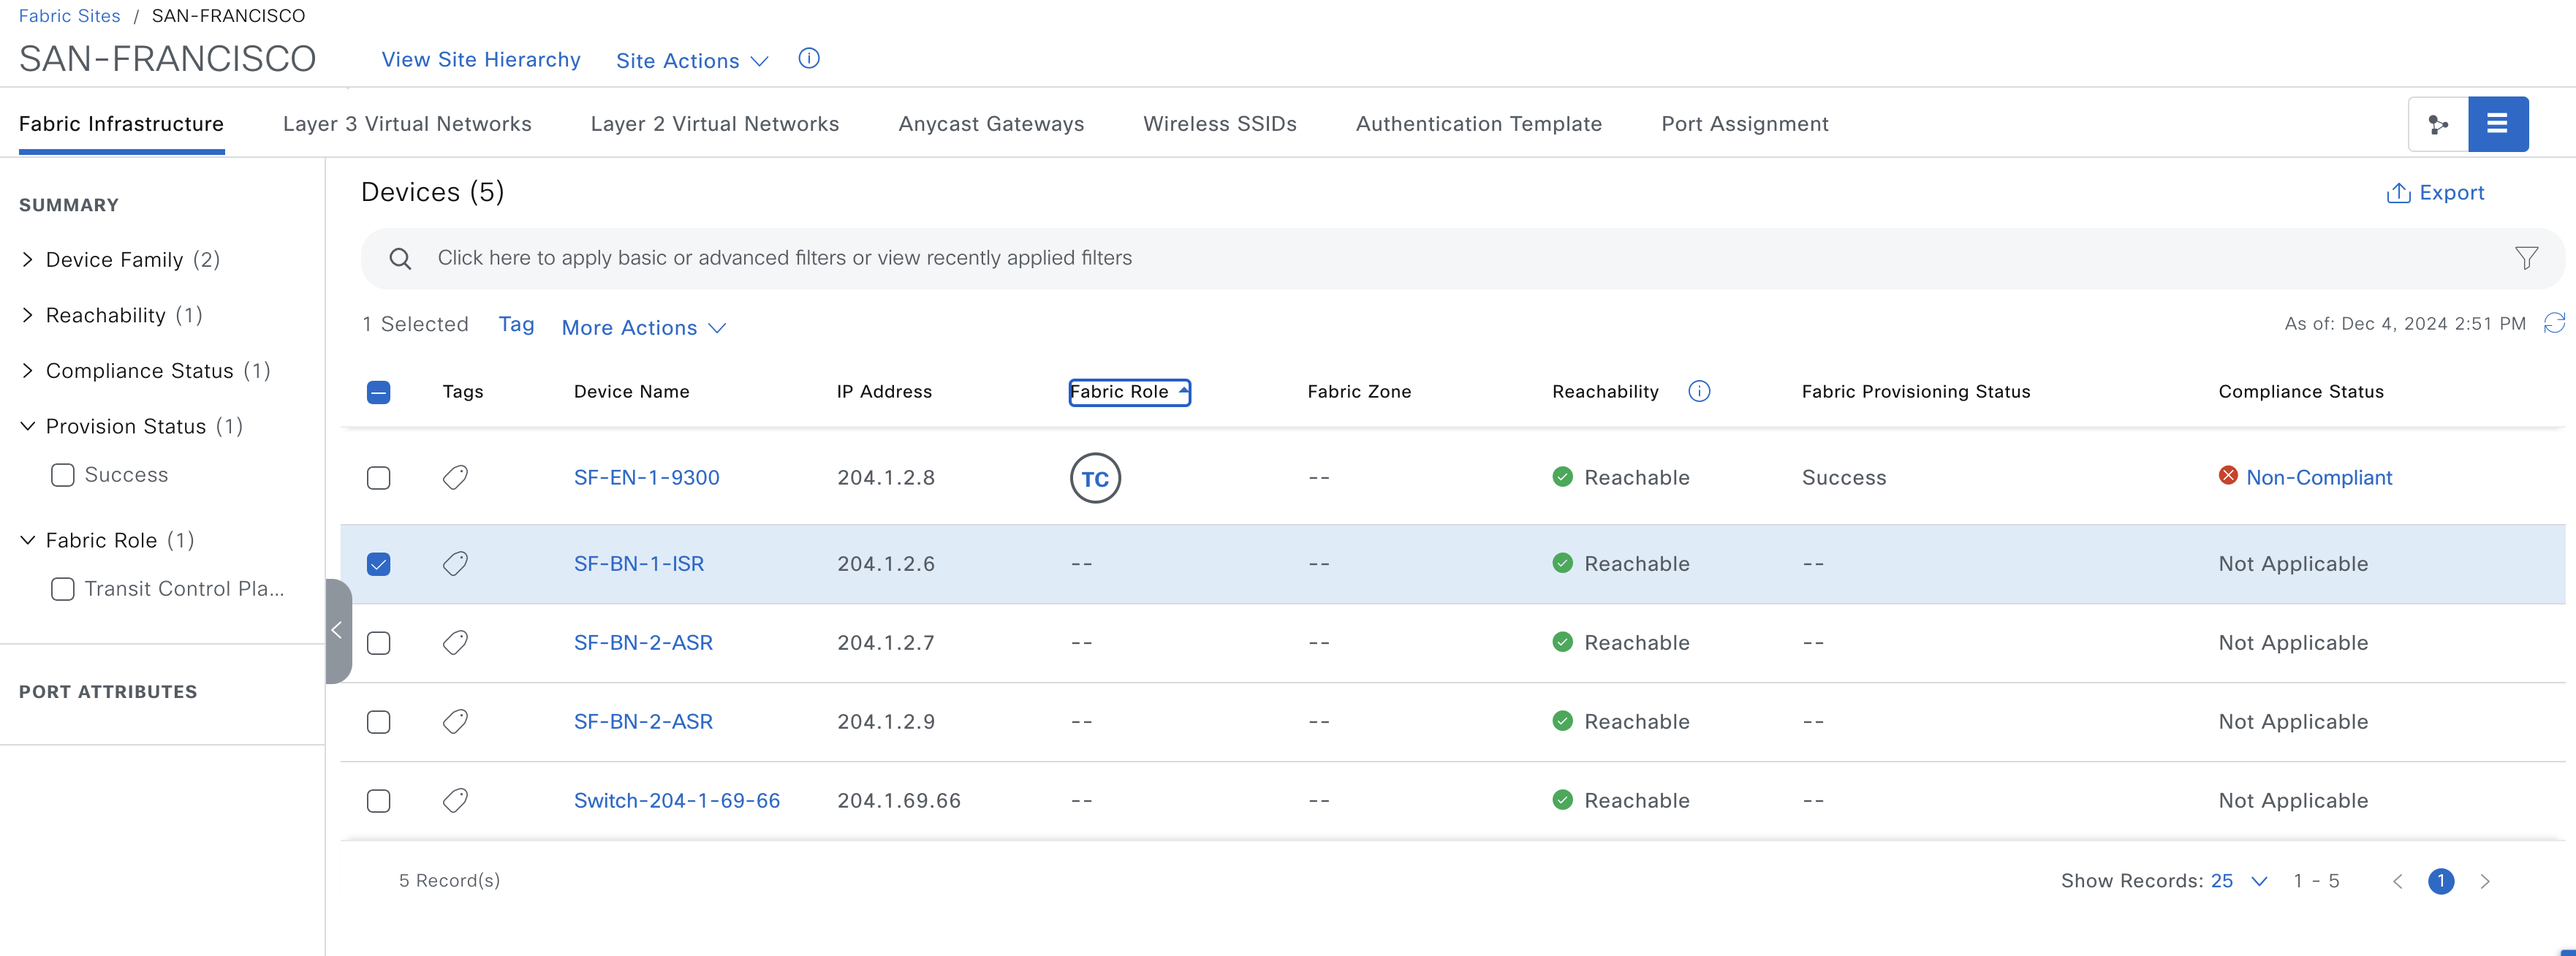 Fabric Sites / SAN-FRANCISCO
SAN-FRANCISCO View Site Hierarchy Site Actions
Fabric Infrastructure Layer 3 Virtual Networks Layer 2 Virtual Networks Anycast Gateways Wireless SSIDs Authentication Template Port Assignment
SUMMARY
Device Family (2)
Reachability (1)
Compliance Status (1)
Provision Status (1)
Success
Fabric Role (1)
Transit Control Pla...
PORT ATTRIBUTES
Devices (5) Export
Click here to apply basic or advanced filters or view recently applied filters
1 Selected Tag More Actions As of: Dec 4, 2024 2:51 PM
Tags Device Name IP Address Fabric Role Fabric Zone Reachability Fabric Provisioning Status Compliance Status
SF-EN-1-9300 204.1.2.8 TC -- Reachable Success Non-Compliant
SF-BN-1-ISR 204.1.2.6 -- -- Reachable -- Not Applicable
SF-BN-2-ASR 204.1.2.7 -- -- Reachable -- Not Applicable
SF-BN-2-ASR 204.1.2.9 -- -- Reachable -- Not Applicable
Switch-204-1-69-66 204.1.69.66 -- -- Reachable -- Not Applicable
5 Record(s) Show Records: 25 1 - 5 1